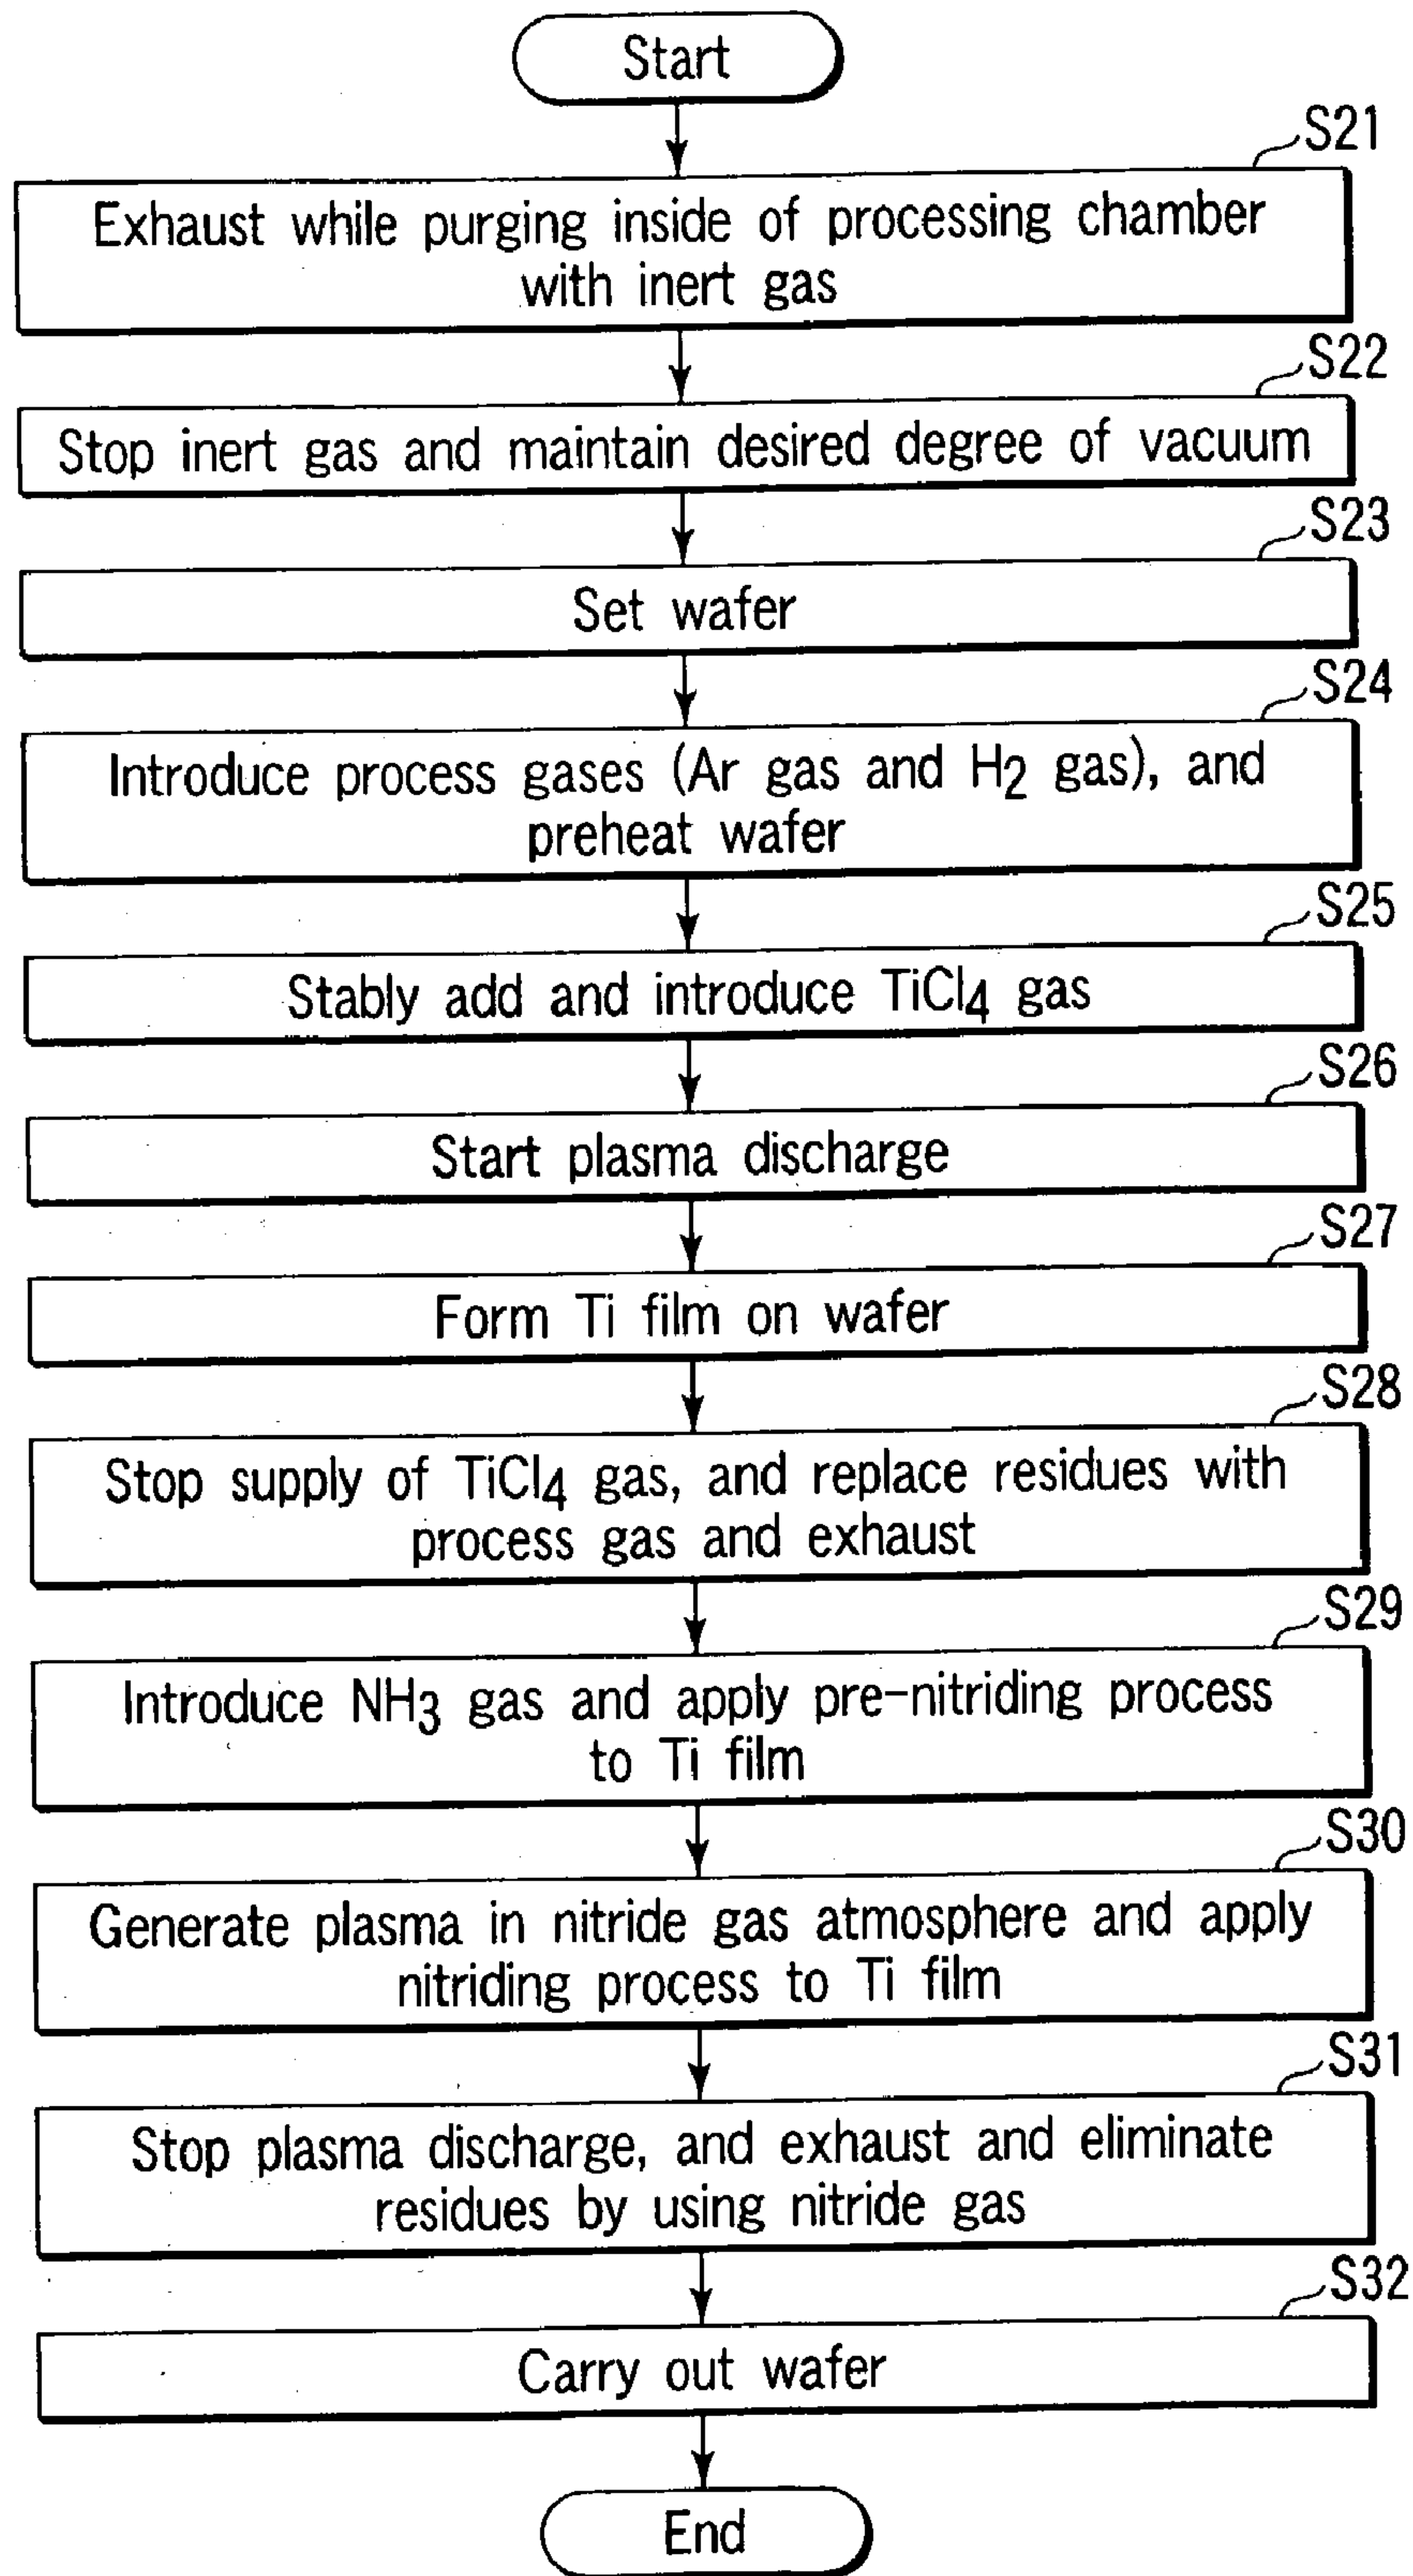 Start
S21
Exhaust while purging inside of processing chamber
with inert gas
S22
Stop inert gas and maintain desired degree of vacuum
S23
Set wafer
S24
Introduce process gases (Ar gas and H2 gas), and
preheat wafer
S25
Stably add and introduce TiCl4 gas
S26
Start plasma discharge
S27
Form Ti film on wafer
S28
Stop supply of TiCl4 gas, and replace residues with
process gas and exhaust
S29
Introduce NH3 gas and apply pre-nitriding process
to Ti film
S30
Generate plasma in nitride gas atmosphere and apply
nitriding process to Ti film
S31
Stop plasma discharge, and exhaust and eliminate
residues by using nitride gas
S32
Carry out wafer
End